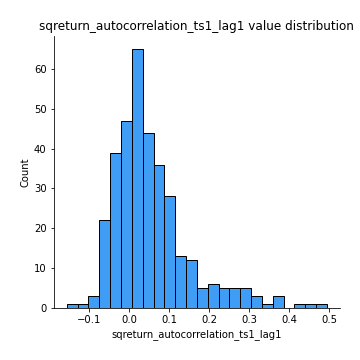 sqreturn_autocorrelation_ts1_lag1 value distribution
60
50
40
30
20
10
0
Count
−0.1 0.0 0.1 0.2 0.3 0.4 0.5
sqreturn_autocorrelation_ts1_lag1